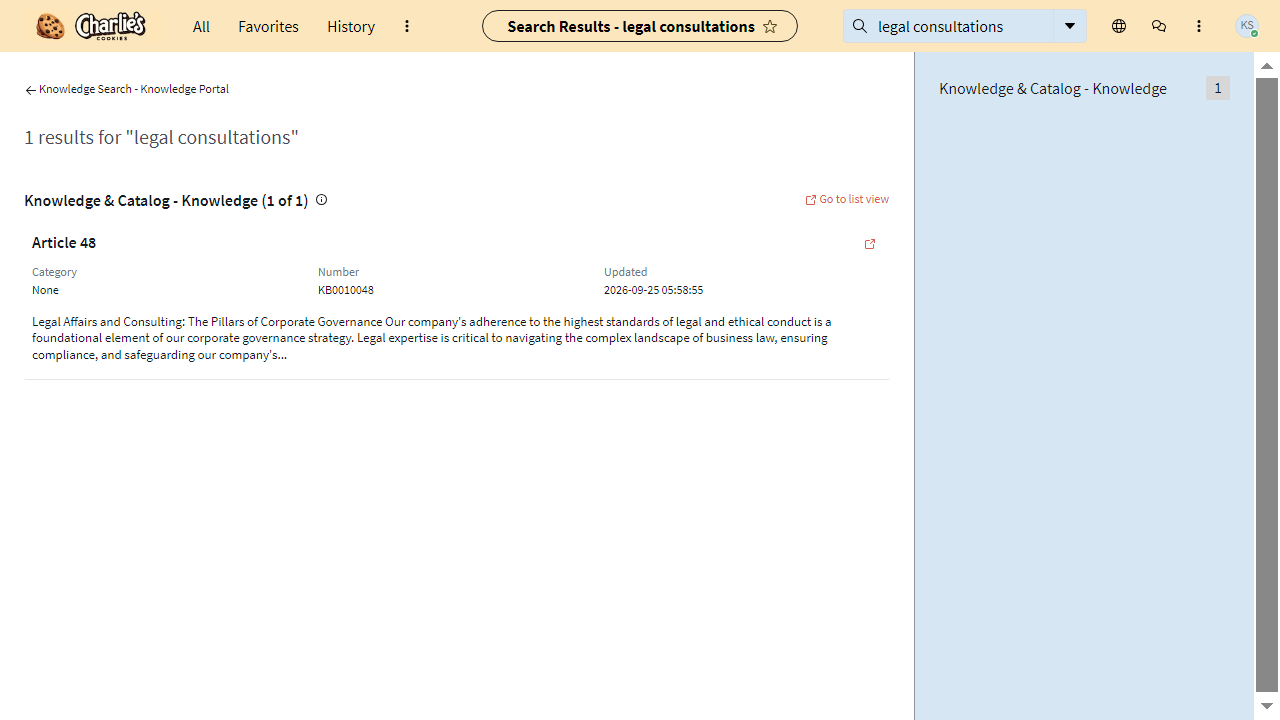 Charlie's
COOKIES
All
Favorites
History
Search Results - legal consultations
legal consultations
KS
Knowledge Search - Knowledge Portal
1 results for "legal consultations"
Knowledge & Catalog - Knowledge (1 of 1)
Go to list view
Article 48
Category
Number
Updated
None
KB0010048
2026-09-25 05:58:55
Legal Affairs and Consulting: The Pillars of Corporate Governance Our company's adherence to the highest standards of legal and ethical conduct is a
foundational element of our corporate governance strategy. Legal expertise is critical to navigating the complex landscape of business law, ensuring
compliance, and safeguarding our company's...
Knowledge & Catalog - Knowledge
1